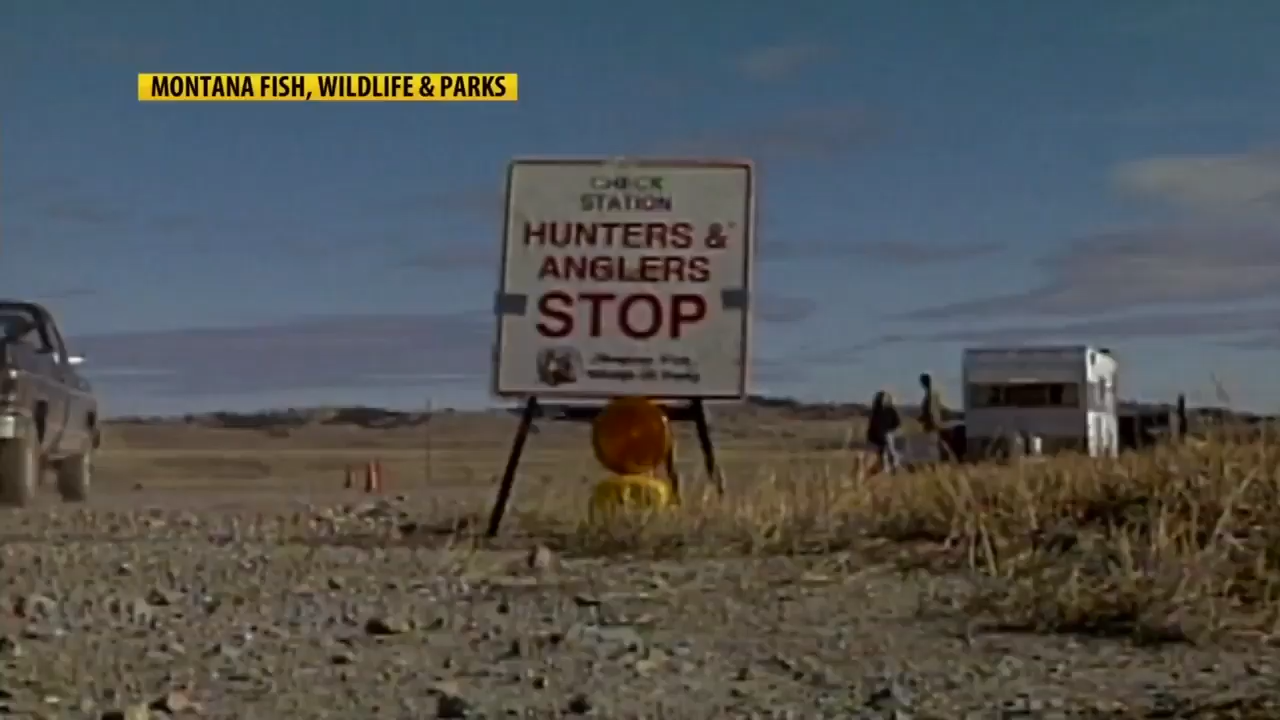 MONTANA FISH, WILDLIFE & PARKS
CHECK
STATION
HUNTERS &
ANGLERS
STOP